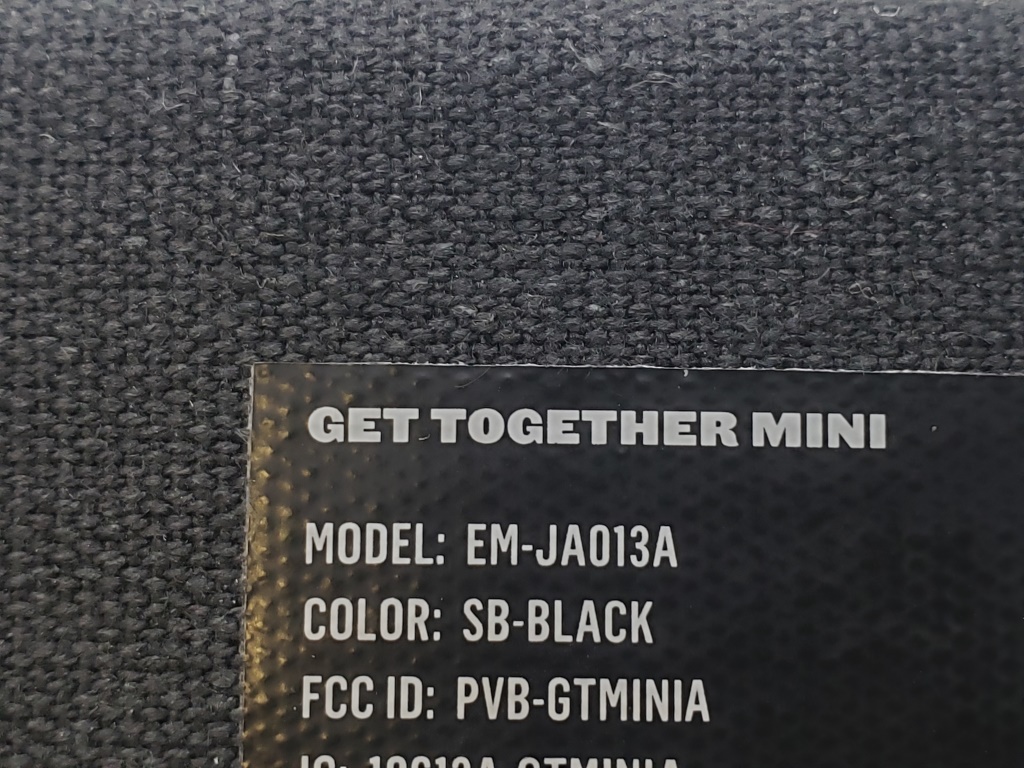 GET TOGETHER MINI
MODEL: EM-JA013A
COLOR: SB-BLACK
FCC ID: PVB-GTMINIA